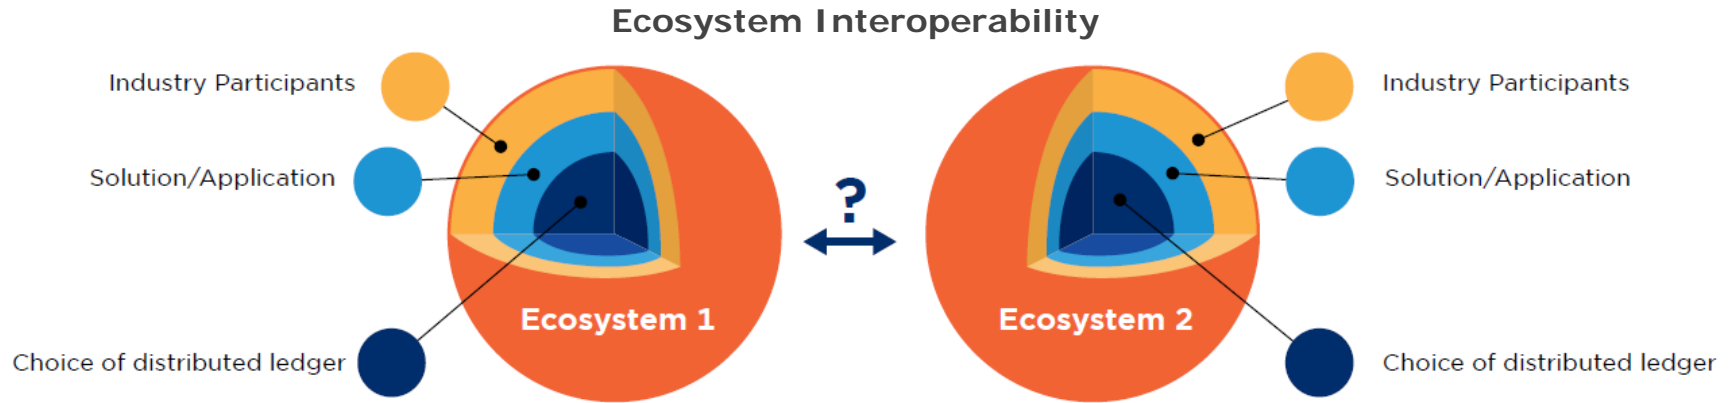 Ecosystem Interoperability
Industry Participants
Solution/Application
Choice of distributed ledger
Ecosystem 1
?
Ecosystem 2
Industry Participants
Solution/Application
Choice of distributed ledger